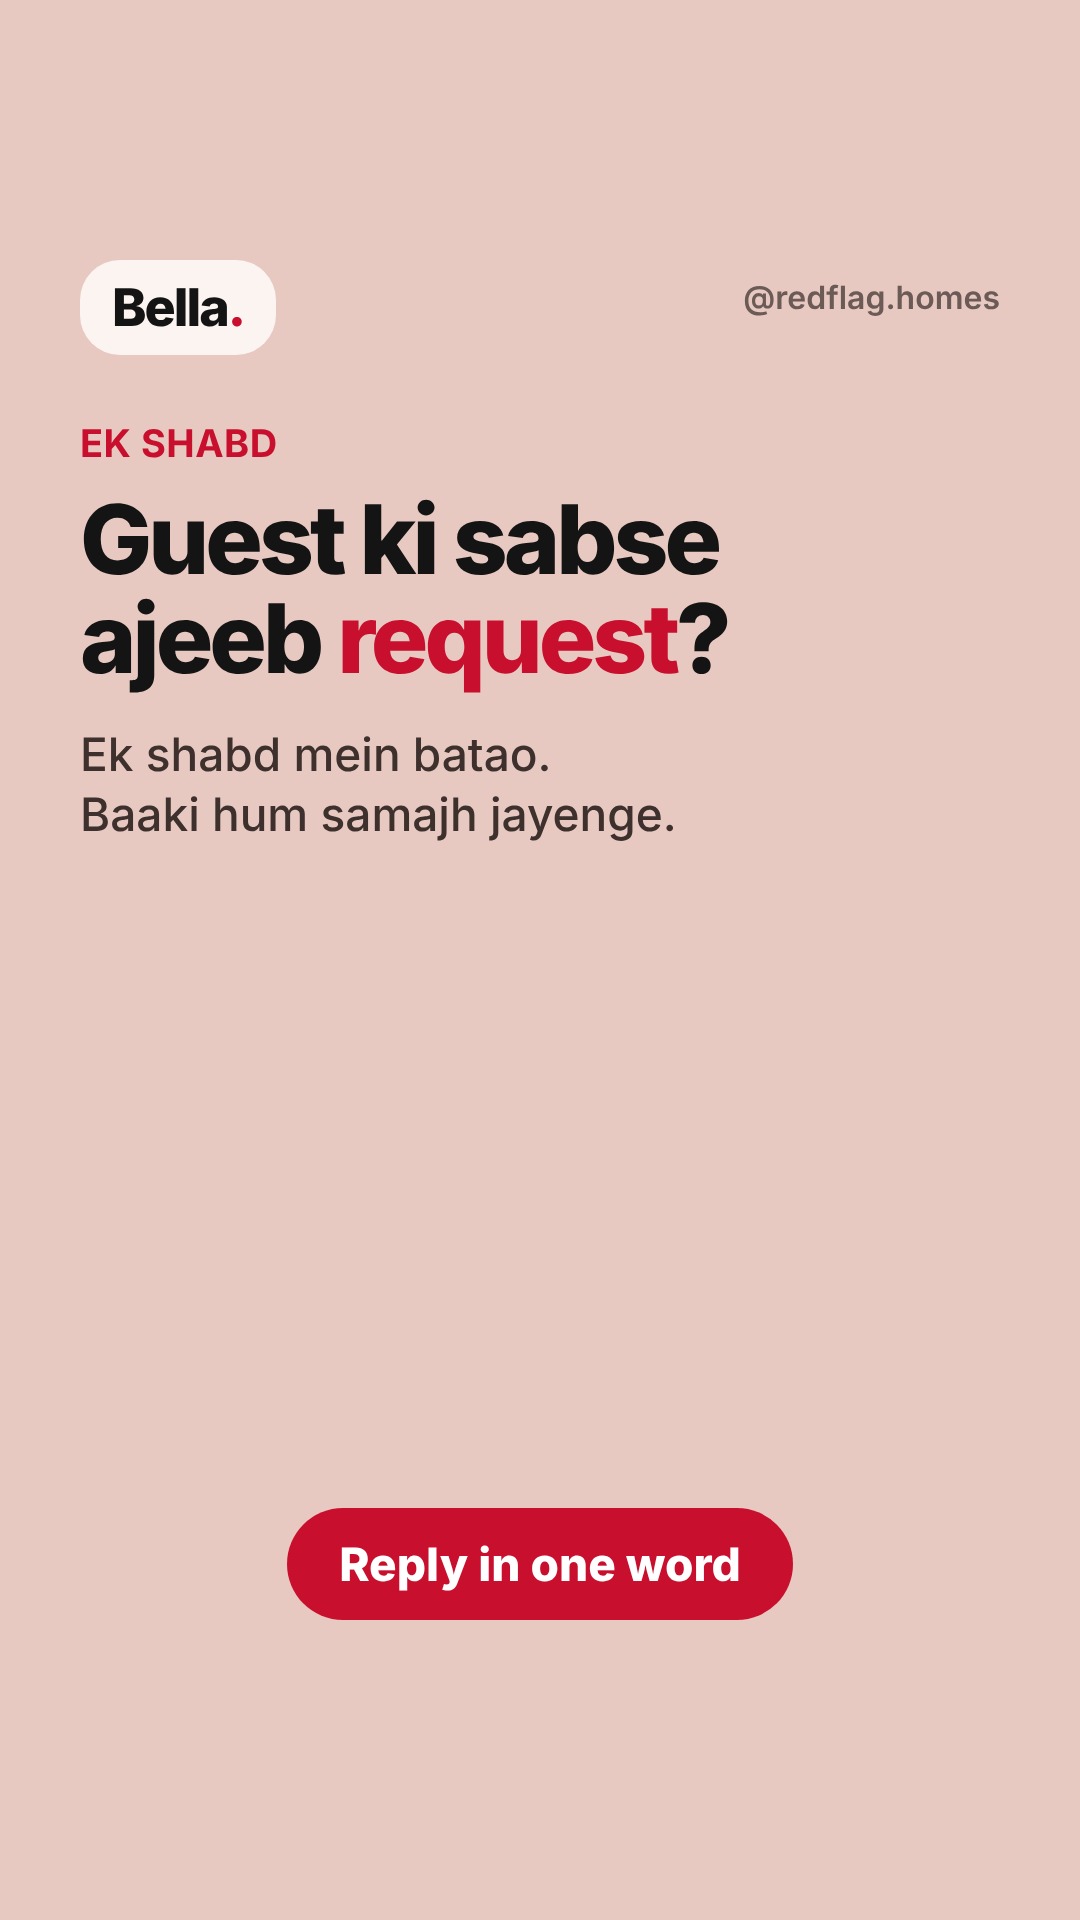 Bella.
@redflag.homes
EK SHABD
Guest ki sabse
ajeeb request?
Ek shabd mein batao.
Baaki hum samajh jayenge.
Reply in one word